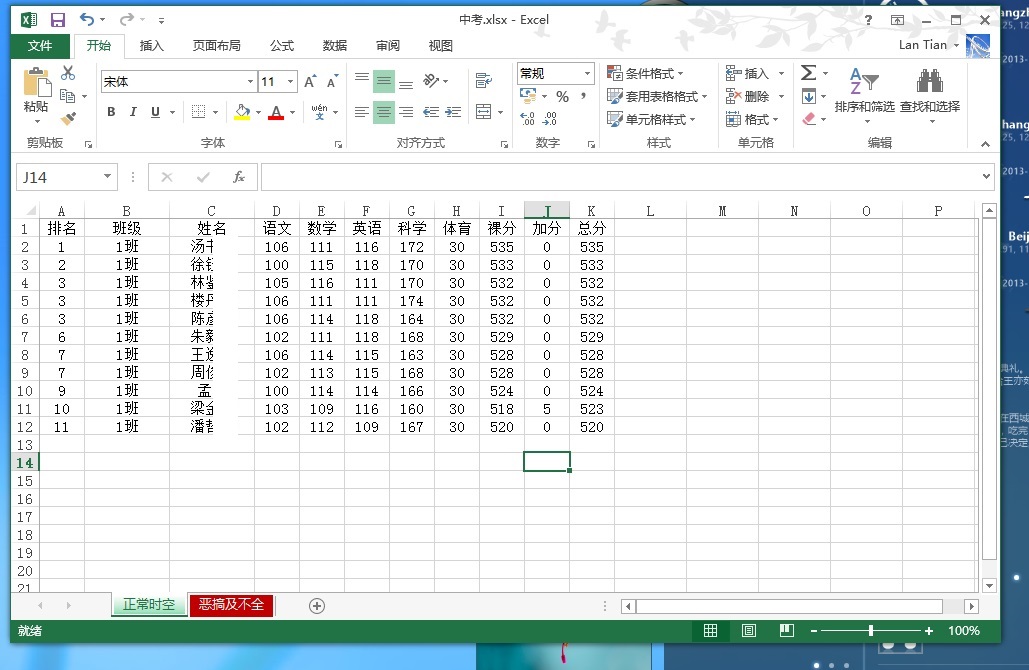 中考.xlsx - Excel
文件 开始 插入 页面布局 公式 数据 审阅 视图 Lan Tian
宋体 11 常规 条件格式 插入
粘贴 B I U A wén 文 % 套用表格格式 删除 排序和筛选 查找和选择
单元格样式 格式
剪贴板 字体 对齐方式 数字 样式 单元格 编辑
J14 fx
A B C D E F G H I J K L M N O P
1 排名 班级 姓名 语文 数学 英语 科学 体育 裸分 加分 总分
2 1 1班 汤 106 111 116 172 30 535 0 535
3 2 1班 徐 100 115 118 170 30 533 0 533
4 3 1班 林 105 116 111 170 30 532 0 532
5 3 1班 楼 106 111 111 174 30 532 0 532
6 3 1班 陈 106 114 118 164 30 532 0 532
7 6 1班 朱 102 111 118 168 30 529 0 529
8 7 1班 王 106 114 115 163 30 528 0 528
9 7 1班 周 102 113 115 168 30 528 0 528
10 9 1班 孟 100 114 114 166 30 524 0 524
11 10 1班 梁 103 109 116 160 30 518 5 523
12 11 1班 潘 102 112 109 167 30 520 0 520
13
14
15
16
17
18
19
20
21
正常时空 恶搞及不全
就绪 100%